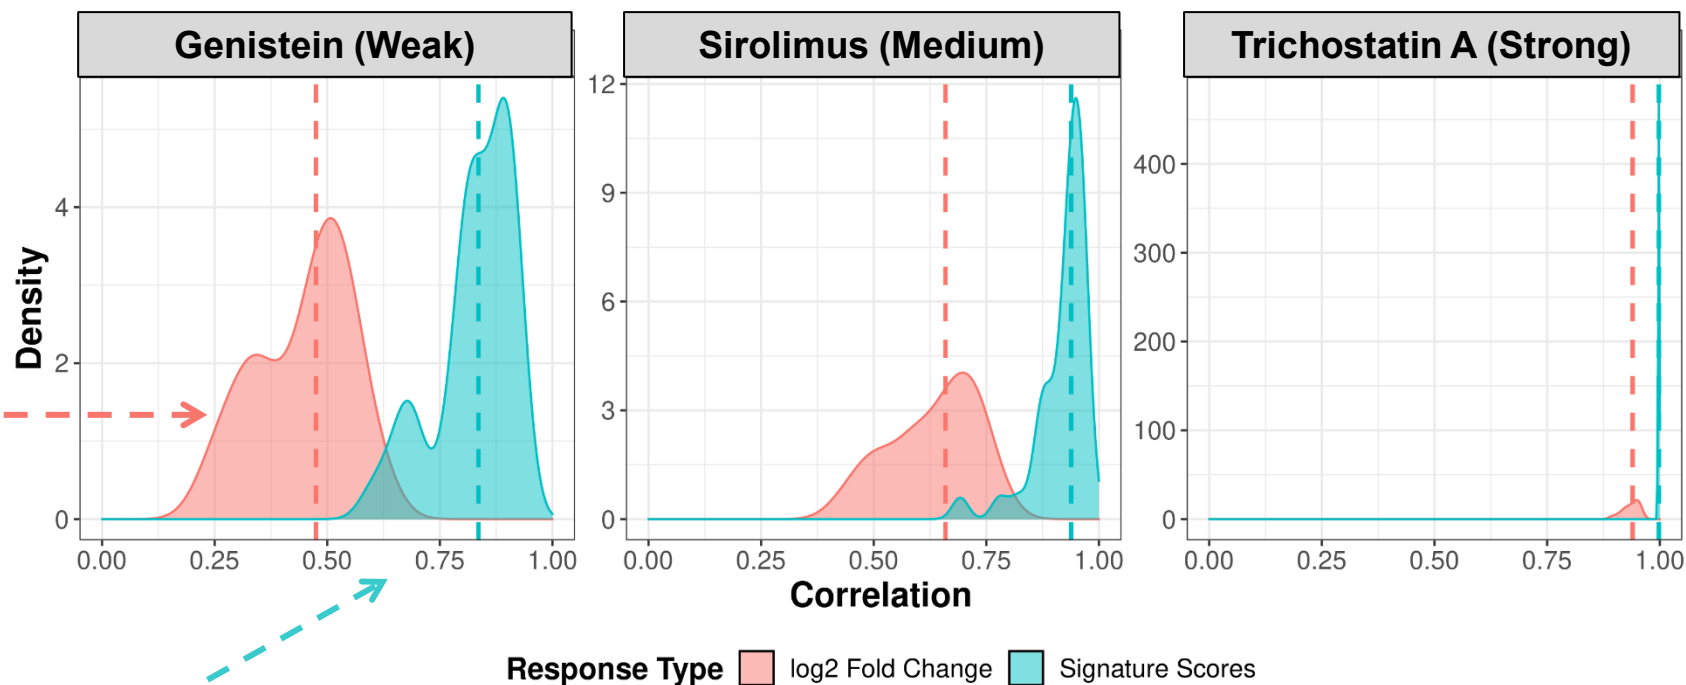 Genistein (Weak)
Sirolimus (Medium)
Trichostatin A (Strong)
Density
4
2
0
12
9
6
3
0
400
300
200
100
0
0.00 0.25 0.50 0.75 1.00
0.00 0.25 0.50 0.75 1.00
0.00 0.25 0.50 0.75 1.00
Correlation
Response Type log2 Fold Change Signature Scores